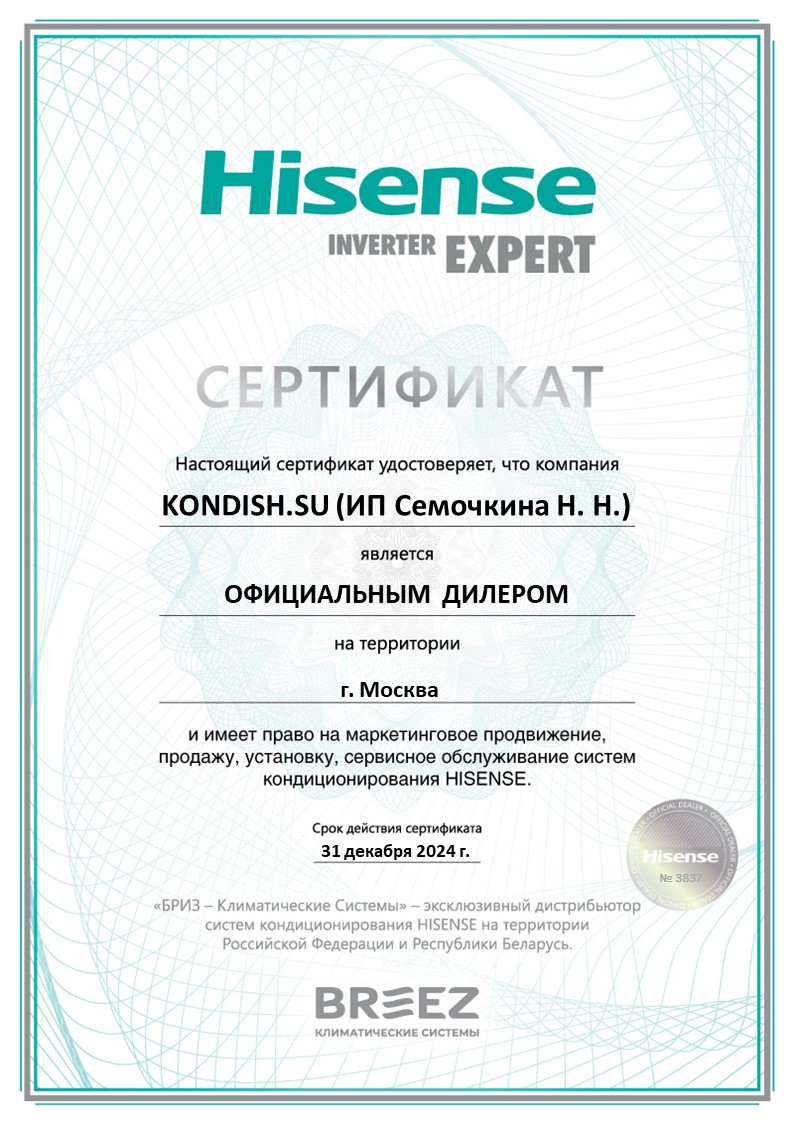 Hisense
INVERTER EXPERT
СЕРТИФИКАТ
Настоящий сертификат удостоверяет, что компания
KONDISH.SU (ИП Семочкина Н. Н.)
является
ОФИЦИАЛЬНЫМ ДИЛЕРОМ
на территории
г. Москва
и имеет право на маркетинговое продвижение,
продажу, установку, сервисное обслуживание систем
кондиционирования HISENSE.
Срок действия сертификата
31 декабря 2024 г.
OFFICIAL DEALER • OFFICIAL DEALER
Hisense
№ 3837
«БРИЗ – Климатические Системы» – эксклюзивный дистрибьютор
систем кондиционирования HISENSE на территории
Российской Федерации и Республики Беларусь.
BREEZ
КЛИМАТИЧЕСКИЕ СИСТЕМЫ